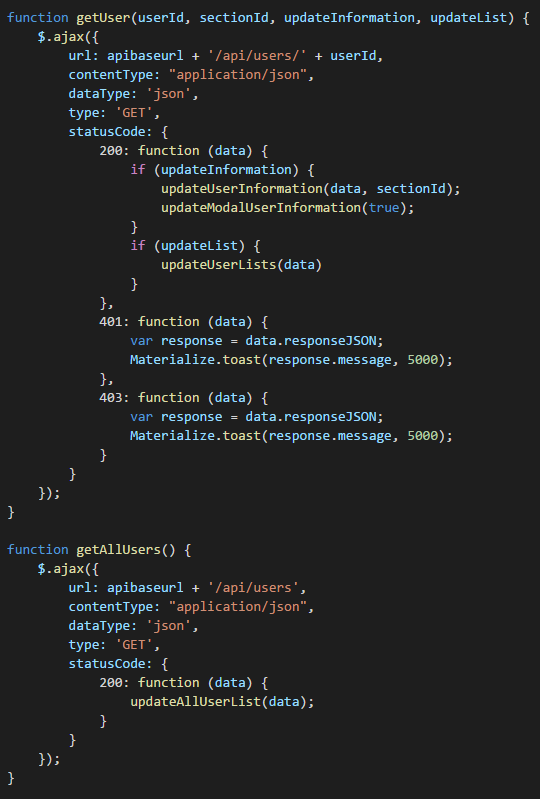 function getUser(userId, sectionId, updateInformation, updateList) {
    $.ajax({
        url: apibaseurl + '/api/users/' + userId,
        contentType: "application/json",
        dataType: 'json',
        type: 'GET',
        statusCode: {
            200: function (data) {
                if (updateInformation) {
                    updateUserInformation(data, sectionId);
                    updateModalUserInformation(true);
                }
                if (updateList) {
                    updateUserLists(data)
                }
            },
            401: function (data) {
                var response = data.responseJSON;
                Materialize.toast(response.message, 5000);
            },
            403: function (data) {
                var response = data.responseJSON;
                Materialize.toast(response.message, 5000);
            }
        }
    });
}

function getAllUsers() {
    $.ajax({
        url: apibaseurl + '/api/users',
        contentType: "application/json",
        dataType: 'json',
        type: 'GET',
        statusCode: {
            200: function (data) {
                updateAllUserList(data);
            }
        }
    });
}